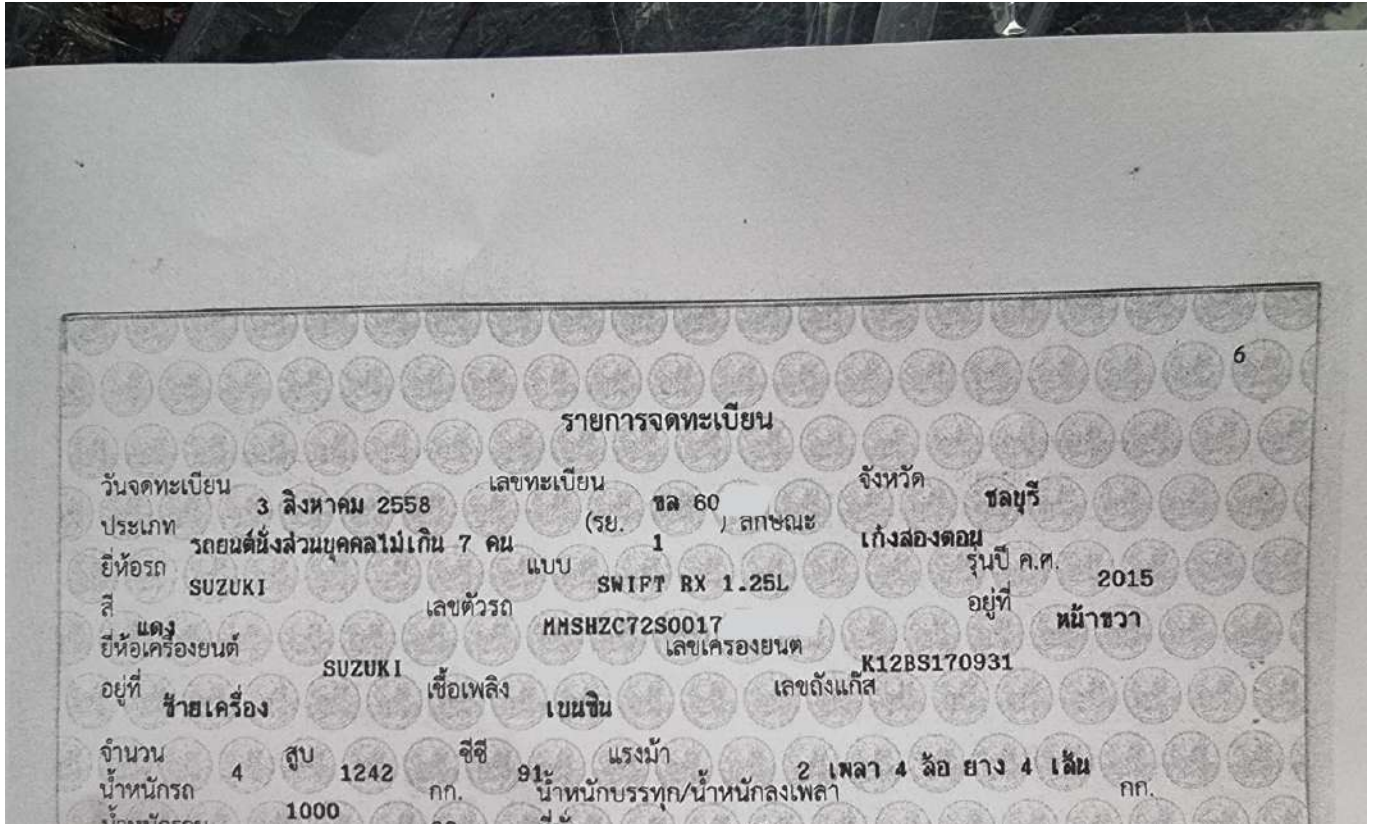 6
รายการจดทะเบียน
วันจดทะเบียน 3 สิงหาคม 2558 เลขทะเบียน ขล 60 จังหวัด ชลบุรี
ประเภท รถยนต์นั่งส่วนบุคคลไม่เกิน 7 คน (รย. 1 ) ลักษณะ เก๋งสองตอน
ยี่ห้อรถ SUZUKI แบบ SWIFT RX 1.25L รุ่นปี ค.ศ. 2015
สี แดง เลขตัวรถ MMSHZC72S0017 อยู่ที่ หน้าขวา
ยี่ห้อเครื่องยนต์ SUZUKI เลขเครื่องยนต์ K12BS170931
อยู่ที่ ซ้ายเครื่อง เชื้อเพลิง เบนซิน เลขถังแก๊ส
จำนวน 4 สูบ 1242 ซีซี 91 แรงม้า 2 เพลา 4 ล้อ ยาง 4 เส้น
น้ำหนักรถ 1000 กก. น้ำหนักบรรทุก/น้ำหนักลงเพลา กก.